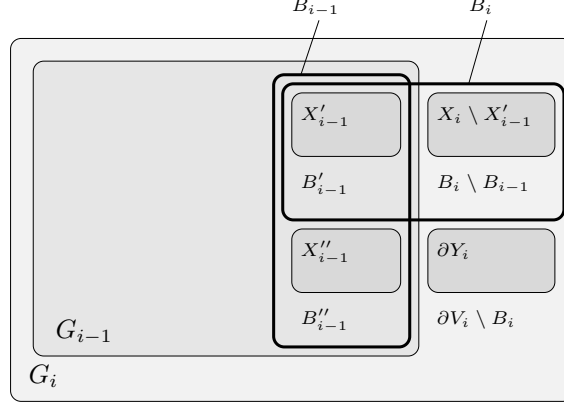 B_{i−1} B_i
X′_{i−1} X_i \ X′_{i−1}
B′_{i−1} B_i \ B_{i−1}
X″_{i−1} ∂Y_i
B″_{i−1} ∂V_i \ B_i
G_{i−1}
G_i